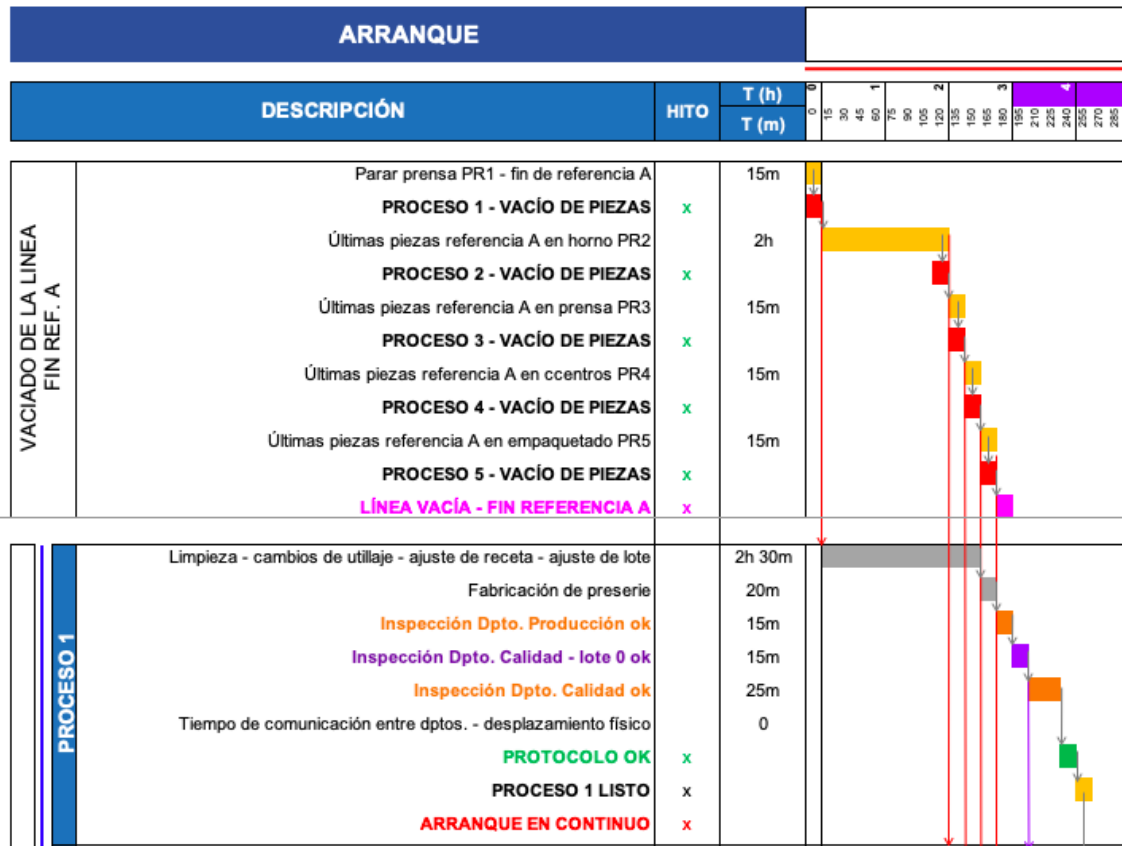 ARRANQUE
DESCRIPCIÓN HITO T (h) T (m)
0 1 2 3 4
0 15 30 45 60 75 90 105 120 135 150 165 180 195 210 225 240 255 270 285
VACIADO DE LA LINEA
FIN REF. A
Parar prensa PR1 - fin de referencia A 15m
PROCESO 1 - VACÍO DE PIEZAS x
Últimas piezas referencia A en horno PR2 2h
PROCESO 2 - VACÍO DE PIEZAS x
Últimas piezas referencia A en prensa PR3 15m
PROCESO 3 - VACÍO DE PIEZAS x
Últimas piezas referencia A en ccentros PR4 15m
PROCESO 4 - VACÍO DE PIEZAS x
Últimas piezas referencia A en empaquetado PR5 15m
PROCESO 5 - VACÍO DE PIEZAS x
LÍNEA VACÍA - FIN REFERENCIA A x
PROCESO 1
Limpieza - cambios de utillaje - ajuste de receta - ajuste de lote 2h 30m
Fabricación de preserie 20m
Inspección Dpto. Producción ok 15m
Inspección Dpto. Calidad - lote 0 ok 15m
Inspección Dpto. Calidad ok 25m
Tiempo de comunicación entre dptos. - desplazamiento físico 0
PROTOCOLO OK x
PROCESO 1 LISTO x
ARRANQUE EN CONTINUO x